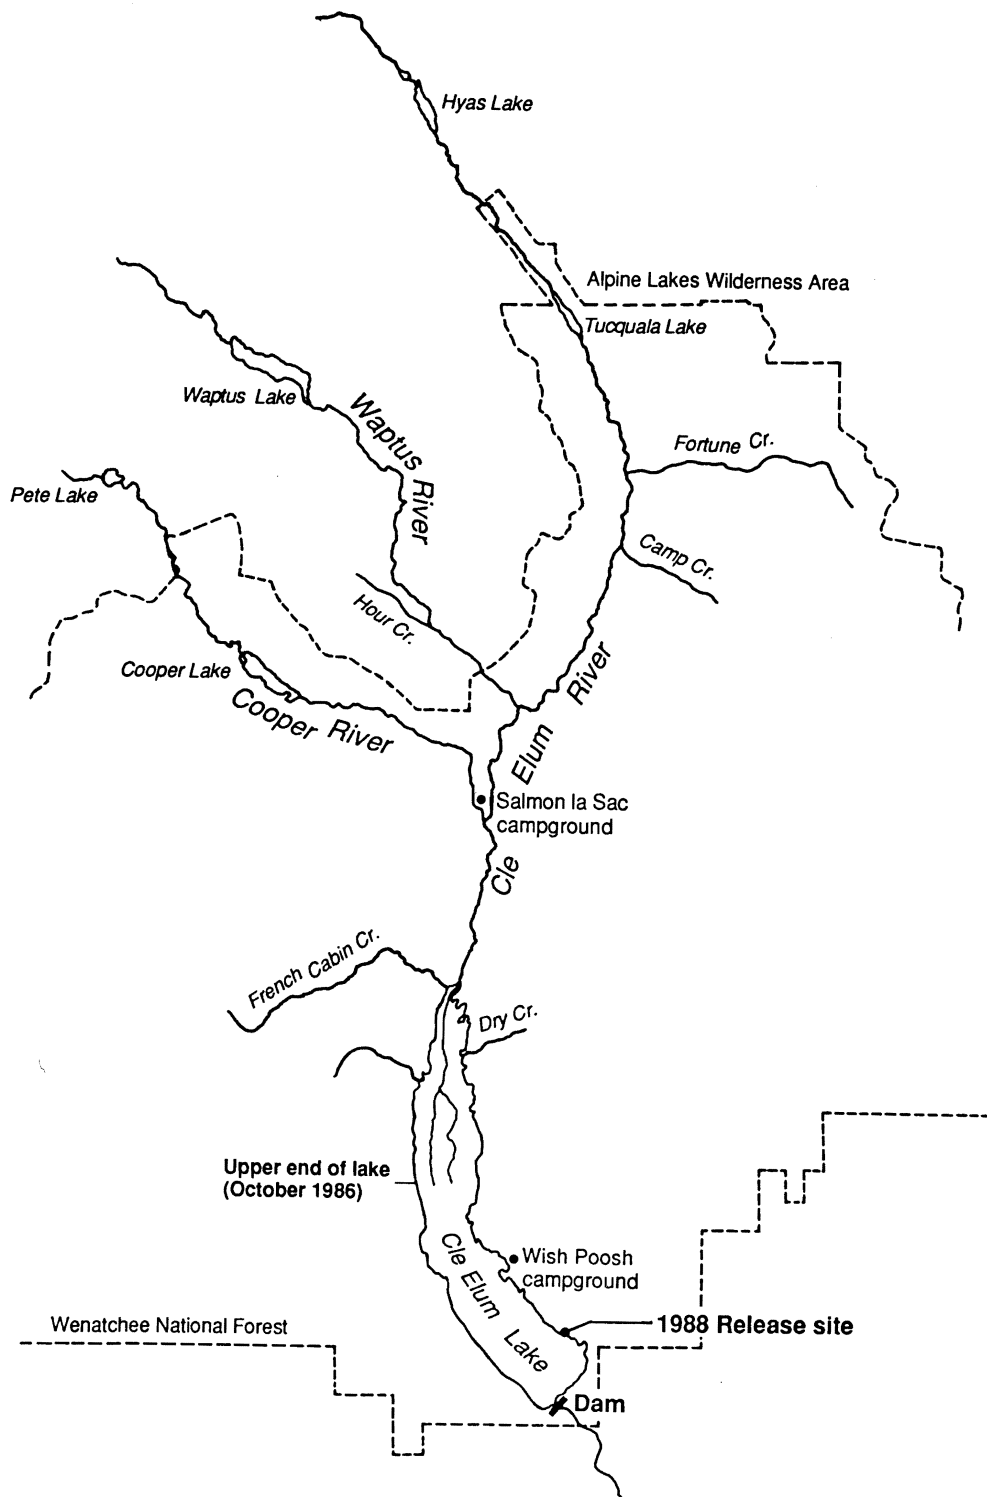 Hyas Lake
Alpine Lakes Wilderness Area
Tucquala Lake
Waptus Lake
Waptus River
Fortune Cr.
Pete Lake
Camp Cr.
Hour Cr.
Cooper Lake
Cooper River
Cle Elum River
Salmon la Sac
campground
French Cabin Cr.
Dry Cr.
Upper end of lake
(October 1986)
Cle Elum Lake
Wish Poosh
campground
Wenatchee National Forest
1988 Release site
Dam